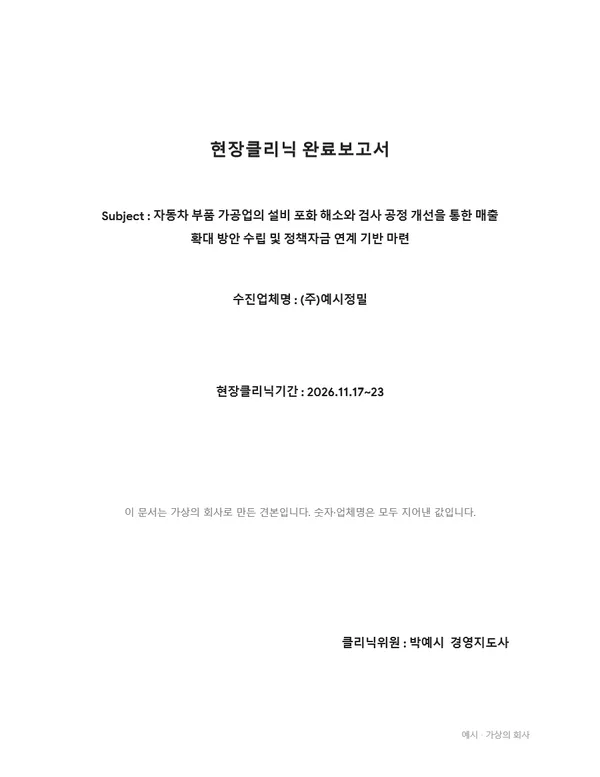 현장클리닉 완료보고서
Subject : 자동차 부품 가공업의 설비 포화 해소와 검사 공정 개선을 통한 매출
확대 방안 수립 및 정책자금 연계 기반 마련
수진업체명 : (주)예시정밀
현장클리닉기간 : 2026.11.17~23
이 문서는 가상의 회사로 만든 견본입니다. 숫자·업체명은 모두 지어낸 값입니다.
클리닉위원 : 박예시 경영지도사
예시 · 가상의 회사